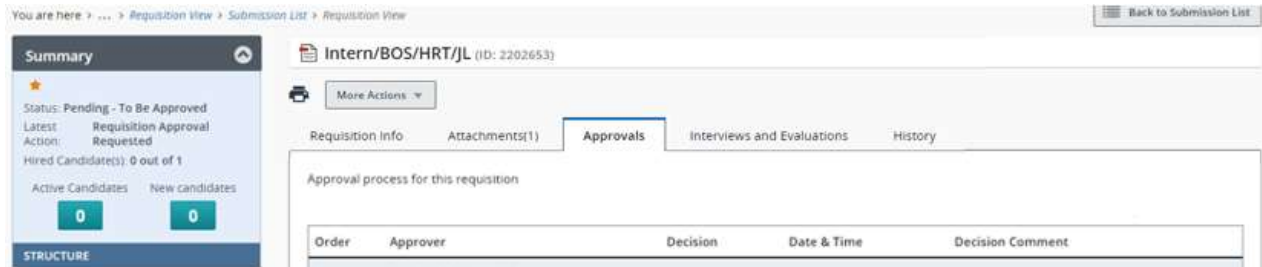 You are here > ... > Requisition View > Submission List > Requisition View
Back to Submission List
Summary
Status: Pending - To Be Approved
Latest Action: Requisition Approval Requested
Hired Candidate(s): 0 out of 1
Active Candidates New candidates
0 0
STRUCTURE
Intern/BOS/HRT/JL (ID: 2202653)
More Actions
Requisition Info Attachments(1) Approvals Interviews and Evaluations History
Approval process for this requisition
Order Approver Decision Date & Time Decision Comment